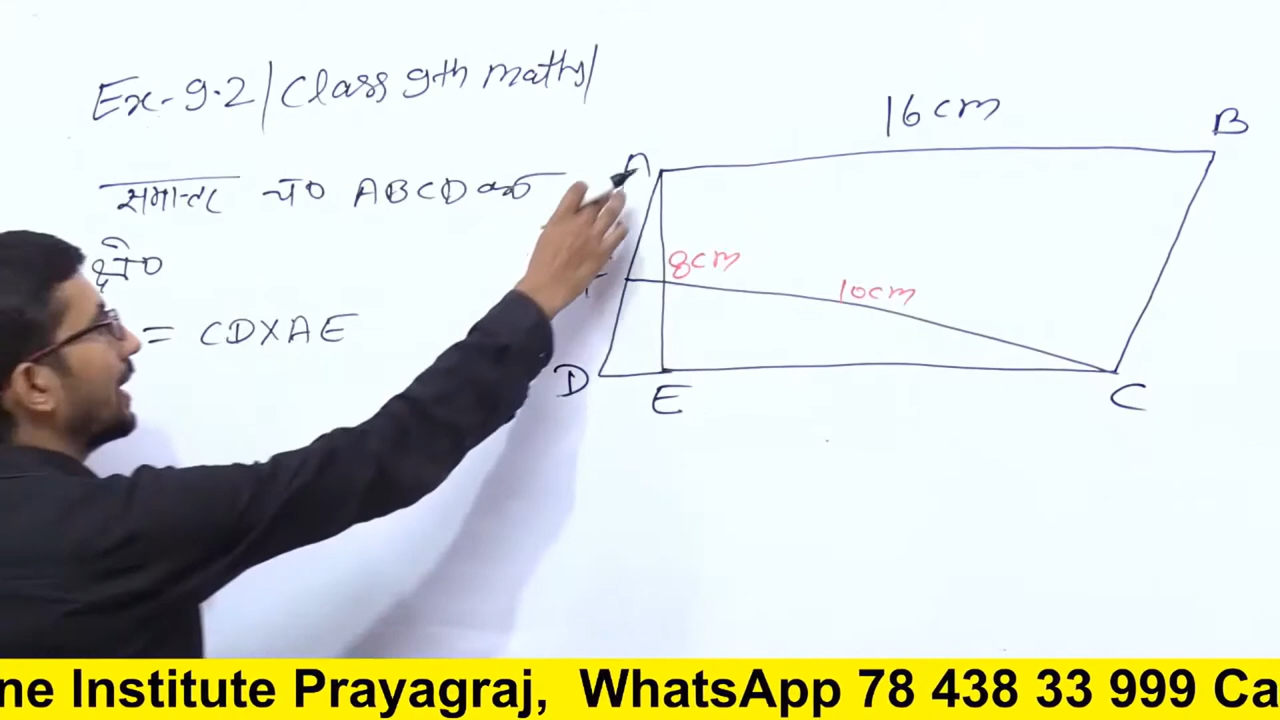 Ex-9.2/Class 9th maths/
समान्तर च० ABCD का
क्षे०
= CD×AE
16cm
A
B
8cm
10cm
D
E
C
ne Institute Prayagraj, WhatsApp 78 438 33 999 Ca